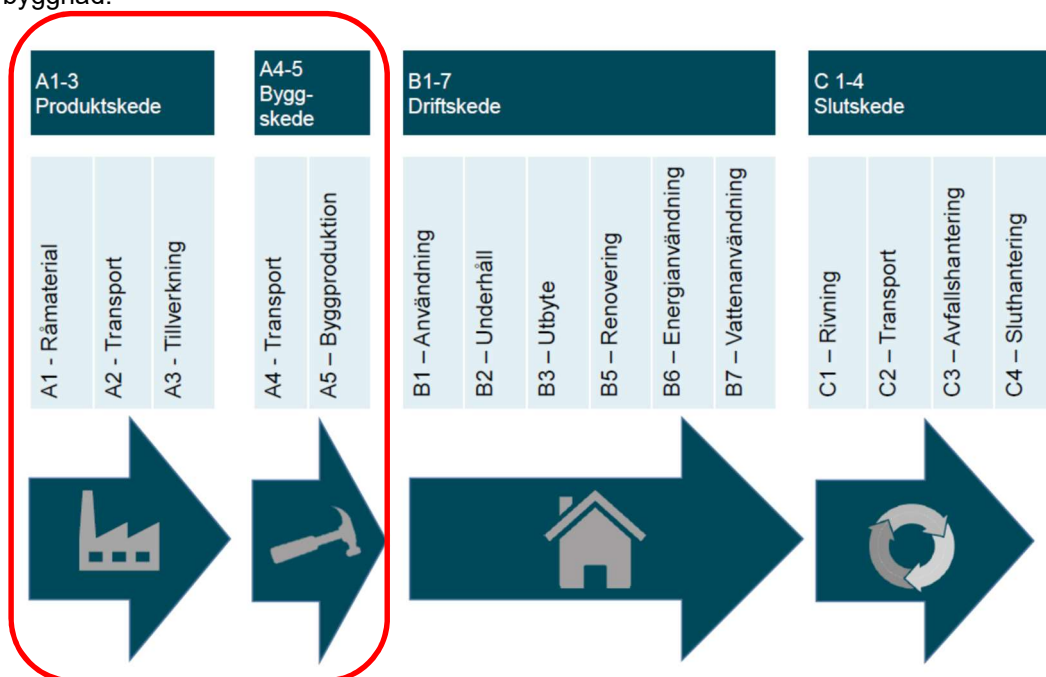 byggnad.
A1-3
Produktskede
A4-5
Bygg-
skede
B1-7
Driftskede
C 1-4
Slutskede
A1 - Råmaterial
A2 - Transport
A3 - Tillverkning
A4 - Transport
A5 – Byggproduktion
B1 – Användning
B2 – Underhåll
B3 – Utbyte
B5 – Renovering
B6 – Energianvändning
B7 – Vattenanvändning
C1 – Rivning
C2 – Transport
C3 – Avfallshantering
C4 – Sluthantering